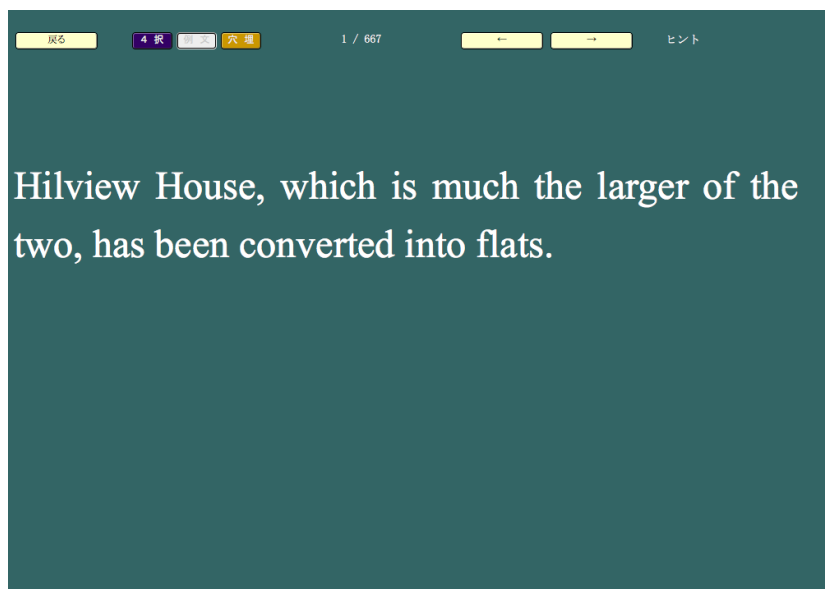 戻る 4 択 例 文 穴 埋 1 / 667 ← → ヒント
Hilview House, which is much the larger of the
two, has been converted into flats.